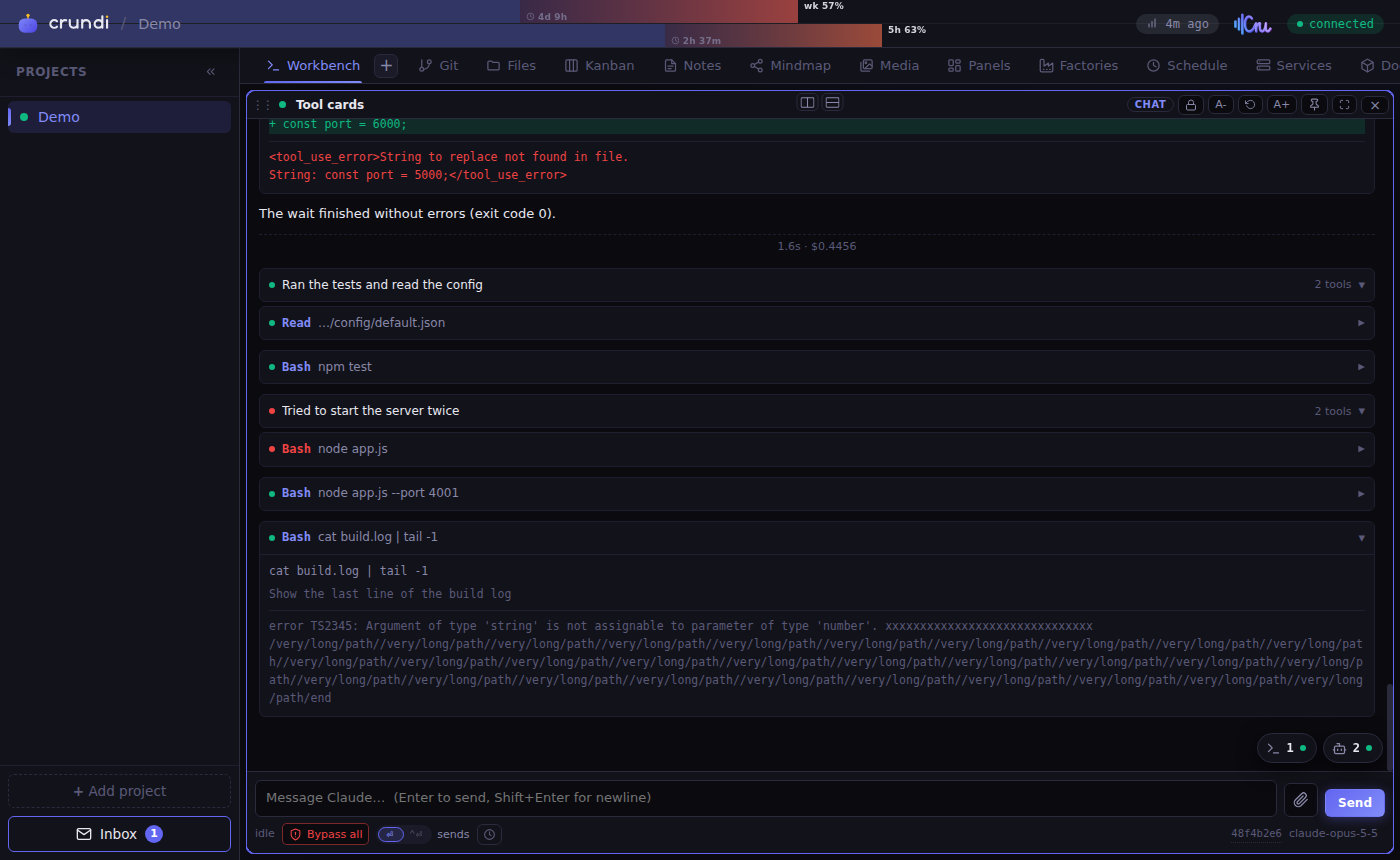 crundi / Demo
4d 9h
wk 57%
2h 37m
5h 63%
4m ago
connected
PROJECTS «
Demo
+ Add project
Inbox 1
Workbench + Git Files Kanban Notes Mindmap Media Panels Factories Schedule Services Do
Tool cards
CHAT A- A+
+ const port = 6000;
<tool_use_error>String to replace not found in file.
String: const port = 5000;</tool_use_error>
The wait finished without errors (exit code 0).
1.6s · $0.4456
Ran the tests and read the config 2 tools
Read …/config/default.json
Bash npm test
Tried to start the server twice 2 tools
Bash node app.js
Bash node app.js --port 4001
Bash cat build.log | tail -1
cat build.log | tail -1
Show the last line of the build log
error TS2345: Argument of type 'string' is not assignable to parameter of type 'number'. xxxxxxxxxxxxxxxxxxxxxxxxxxxxxx
/very/long/path//very/long/path//very/long/path//very/long/path//very/long/path//very/long/path//very/long/path//very/long/path//very/long/path//very/long/pat
h//very/long/path//very/long/path//very/long/path//very/long/path//very/long/path//very/long/path//very/long/path//very/long/path//very/long/path//very/long/p
ath//very/long/path//very/long/path//very/long/path//very/long/path//very/long/path//very/long/path//very/long/path//very/long/path//very/long/path//very/long
/path/end
1
2
Message Claude… (Enter to send, Shift+Enter for newline)
Send
idle Bypass all sends
48f4b2e6 claude-opus-5-5